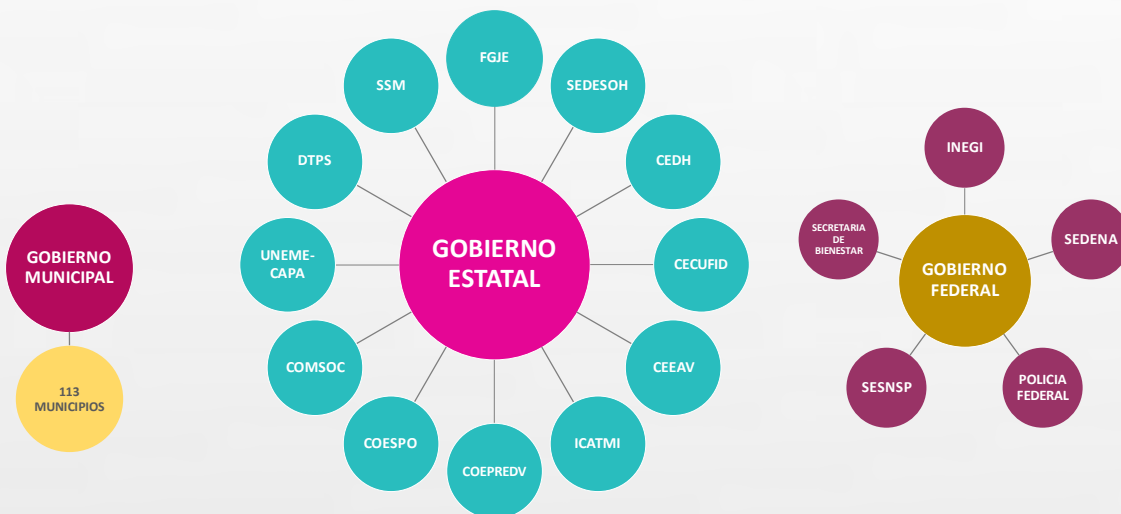 GOBIERNO
MUNICIPAL
113
MUNICIPIOS
GOBIERNO
ESTATAL
FGJE
SEDESOH
CEDH
CECUFID
CEEAV
ICATMI
COEPREDV
COESPO
COMSOC
UNEME-
CAPA
DTPS
SSM
GOBIERNO
FEDERAL
INEGI
SEDENA
POLICIA
FEDERAL
SESNSP
SECRETARIA
DE
BIENESTAR